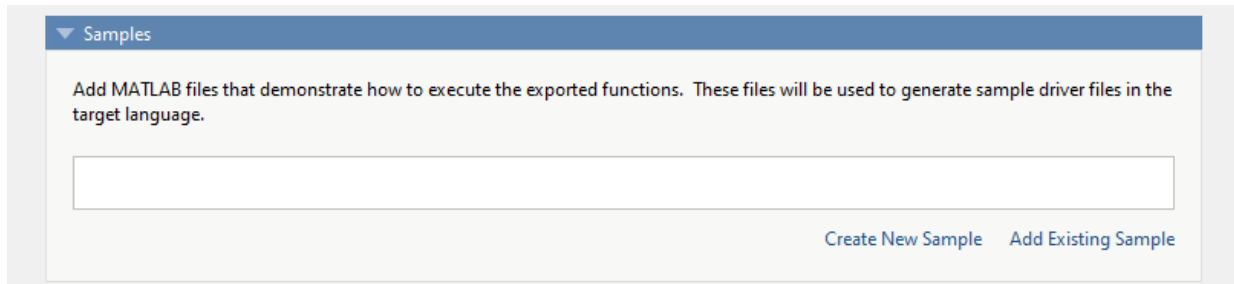 Samples
Add MATLAB files that demonstrate how to execute the exported functions.  These files will be used to generate sample driver files in the
target language.
Create New Sample    Add Existing Sample